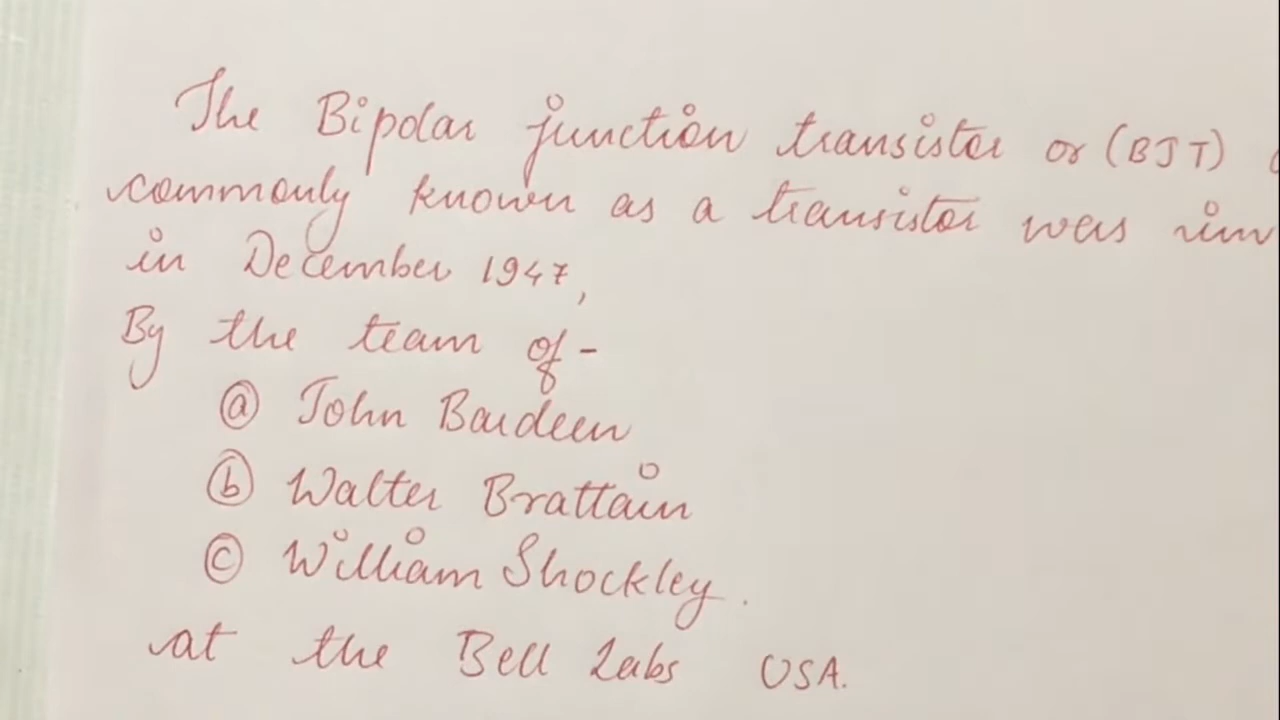 The Bipolar junction transistor or (BJT)
commonly known as a transistor was
in December 1947,
By the team of -
ⓐ John Bardeen
ⓑ Walter Brattain
ⓒ William Shockley.
at the Bell Labs USA.